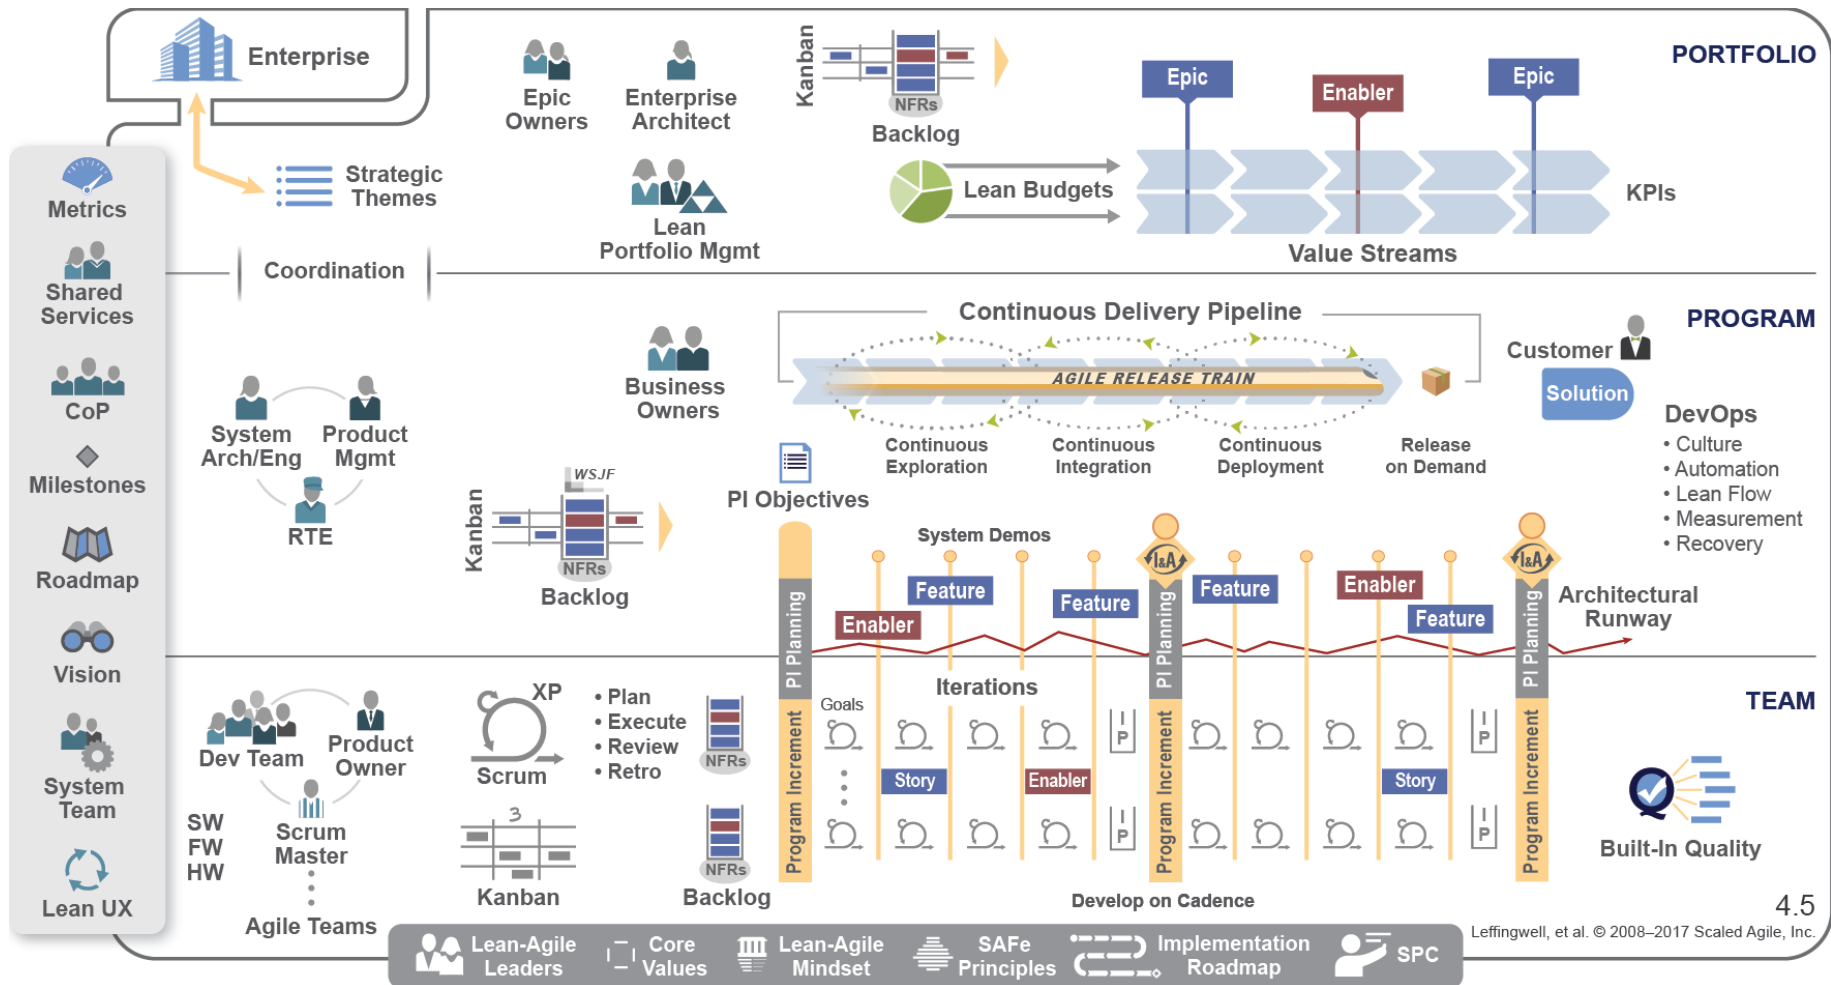 Enterprise
Strategic
Themes
Epic
Owners
Enterprise
Architect
Lean
Portfolio Mgmt
Kanban
NFRs
Backlog
Lean Budgets
Epic
Enabler
Epic
KPIs
Value Streams
PORTFOLIO
Metrics
Shared
Services
CoP
Milestones
Roadmap
Vision
System
Team
Lean UX
Coordination
PROGRAM
System
Arch/Eng
Product
Mgmt
RTE
Business
Owners
Kanban
WSJF
NFRs
Backlog
Continuous Delivery Pipeline
AGILE RELEASE TRAIN
Continuous
Exploration
Continuous
Integration
Continuous
Deployment
Release
on Demand
Customer
Solution
DevOps
• Culture
• Automation
• Lean Flow
• Measurement
• Recovery
PI Objectives
System Demos
I&A
I&A
PI Planning
Enabler
Feature
Feature
PI Planning
Feature
Enabler
Feature
PI Planning
Architectural
Runway
TEAM
Dev Team
Product
Owner
Scrum
Master
SW
FW
HW
Agile Teams
XP
Scrum
• Plan
• Execute
• Review
• Retro
3
Kanban
NFRs
NFRs
Backlog
Program Increment
Goals
Iterations
Story
Enabler
I
P
I
P
Program Increment
Story
I
P
I
P
Program Increment
Develop on Cadence
Built-In Quality
4.5
Leffingwell, et al. © 2008–2017 Scaled Agile, Inc.
Lean-Agile
Leaders
Core
Values
Lean-Agile
Mindset
SAFe
Principles
Implementation
Roadmap
SPC